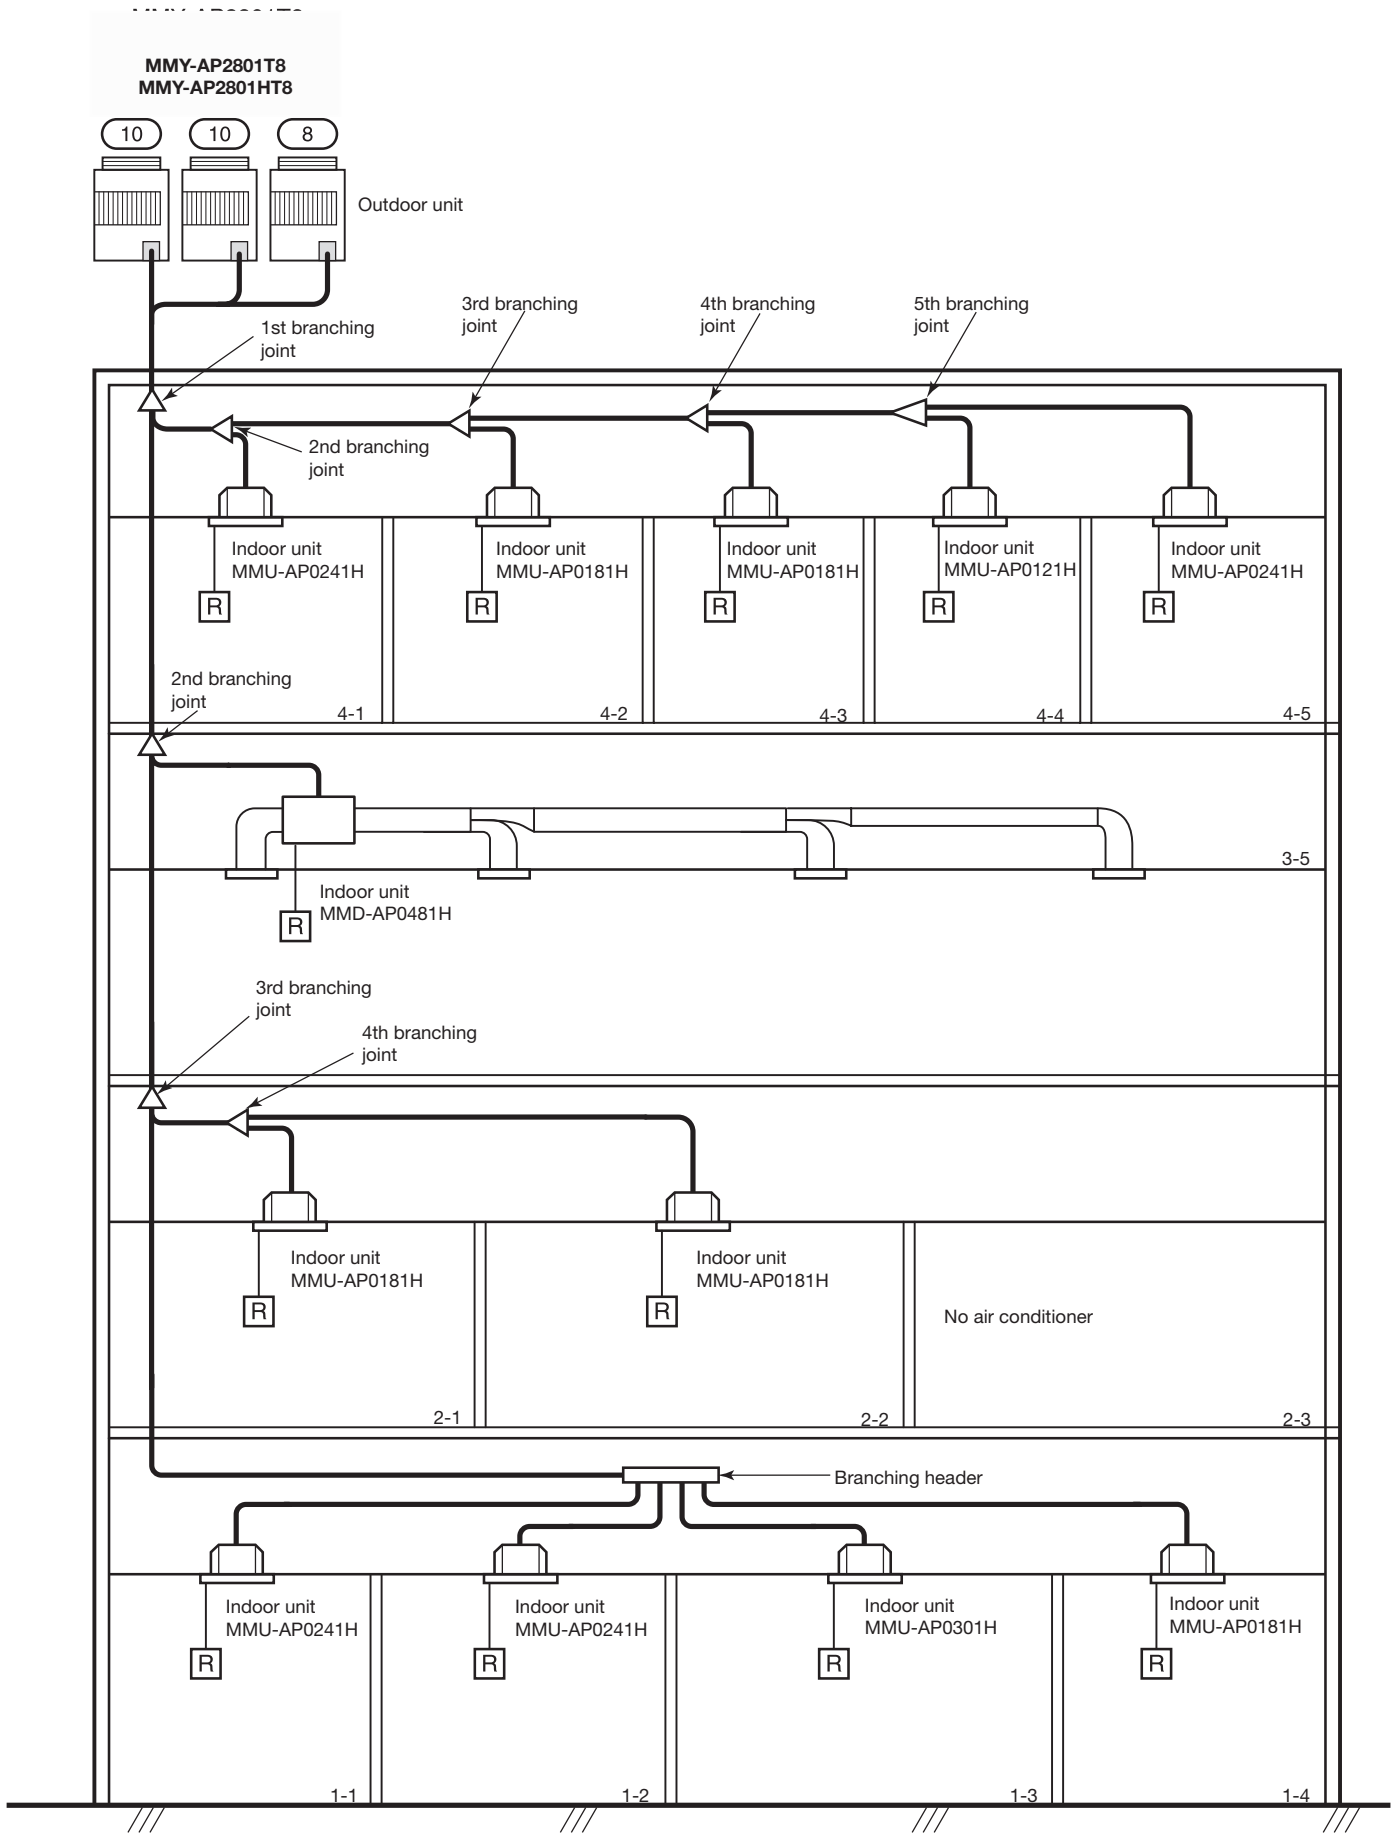 MMY-AP2801T8
MMY-AP2801HT8
10
10
8
Outdoor unit
1st branching
joint
3rd branching
joint
4th branching
joint
5th branching
joint
2nd branching
joint
Indoor unit
MMU-AP0241H
R
Indoor unit
MMU-AP0181H
R
Indoor unit
MMU-AP0181H
R
Indoor unit
MMU-AP0121H
R
Indoor unit
MMU-AP0241H
R
2nd branching
joint
4-1
4-2
4-3
4-4
4-5
3-5
Indoor unit
MMD-AP0481H
R
3rd branching
joint
4th branching
joint
Indoor unit
MMU-AP0181H
R
Indoor unit
MMU-AP0181H
R
No air conditioner
2-1
2-2
2-3
Branching header
Indoor unit
MMU-AP0241H
R
Indoor unit
MMU-AP0241H
R
Indoor unit
MMU-AP0301H
R
Indoor unit
MMU-AP0181H
R
1-1
1-2
1-3
1-4